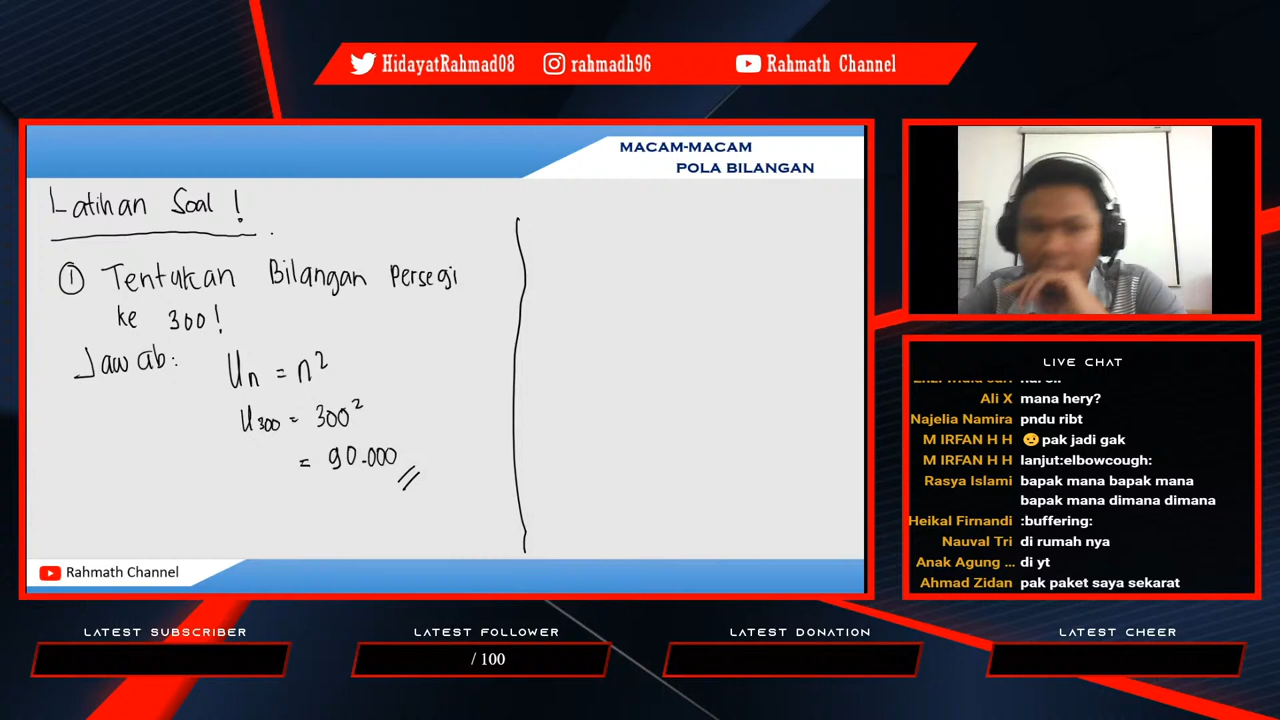 HidayatRahmad08 rahmadh96 Rahmath Channel
MACAM-MACAM
POLA BILANGAN
Latihan Soal !
① Tentukan Bilangan Persegi
ke 300!
Jawab:
Un = n²
U300 = 300²
= 90.000
Rahmath Channel
LIVE CHAT
Ali X mana hery?
Najelia Namira pndu ribt
M IRFAN H H 😥pak jadi gak
M IRFAN H H lanjut:elbowcough:
Rasya Islami bapak mana bapak mana
bapak mana dimana dimana
Heikal Firnandi :buffering:
Nauval Tri di rumah nya
Anak Agung ... di yt
Ahmad Zidan pak paket saya sekarat
LATEST SUBSCRIBER LATEST FOLLOWER LATEST DONATION LATEST CHEER
/ 100